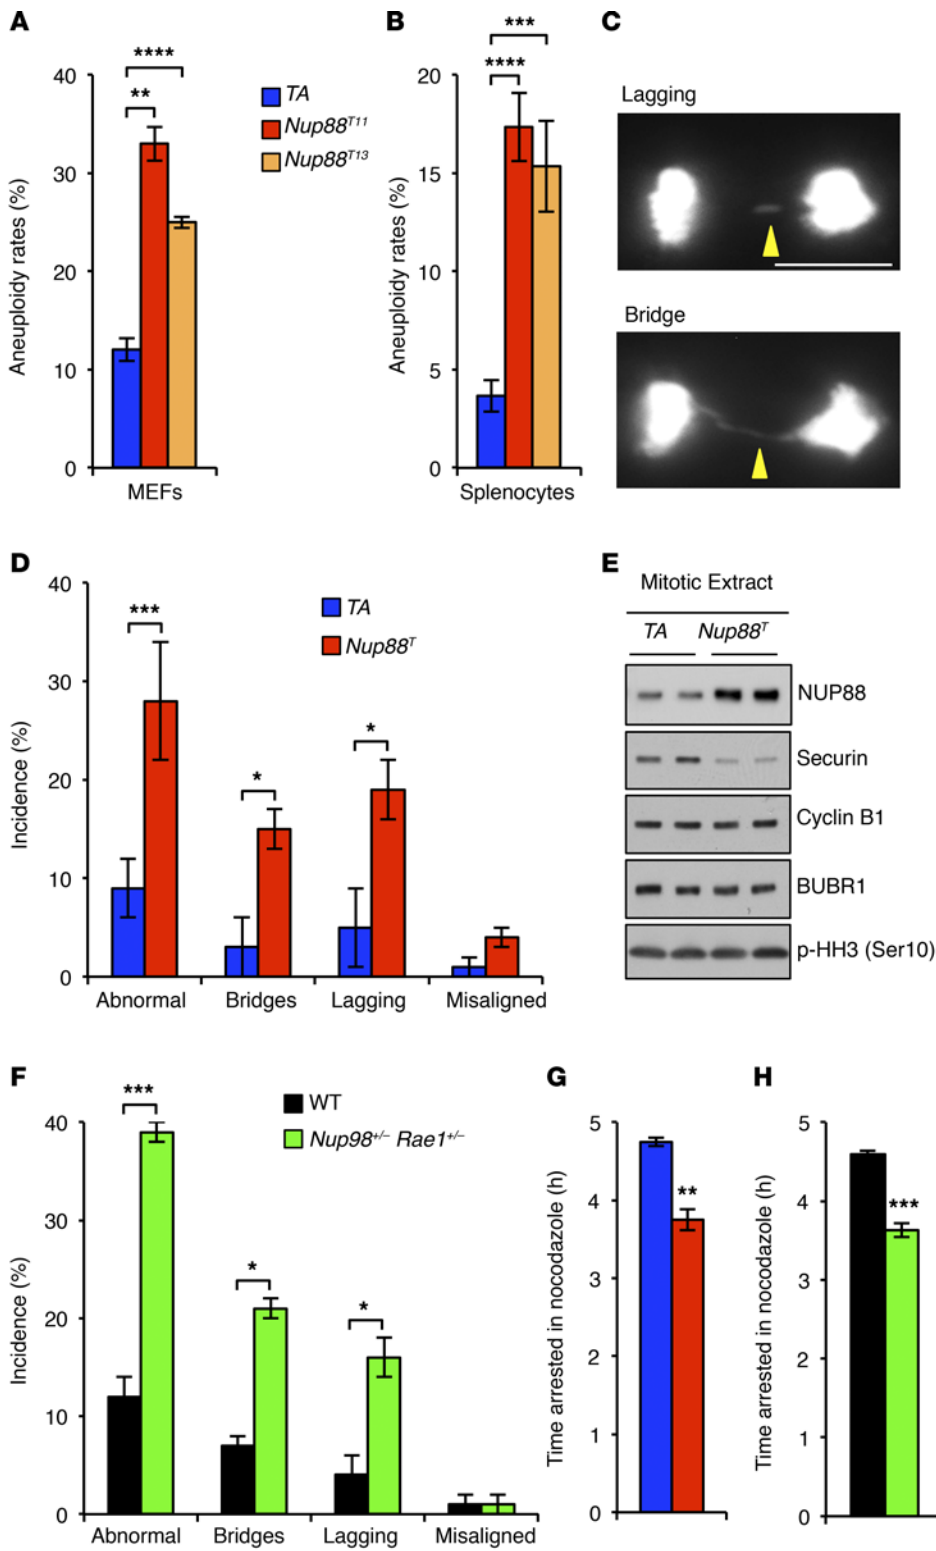 A
B
C
****
**
40
30
20
10
0
Aneuploidy rates (%)
MEFs
TA
Nup88T11
Nup88T13
***
****
20
15
10
5
0
Aneuploidy rates (%)
Splenocytes
Lagging
Bridge
D
E
40
30
20
10
0
Incidence (%)
***
*
*
TA
Nup88T
Abnormal
Bridges
Lagging
Misaligned
Mitotic Extract
TA Nup88T
NUP88
Securin
Cyclin B1
BUBR1
p-HH3 (Ser10)
F
G
H
***
*
*
40
30
20
10
0
Incidence (%)
WT
Nup98+/– Rae1+/–
Abnormal
Bridges
Lagging
Misaligned
5
4
3
2
1
0
Time arrested in nocodazole (h)
**
5
4
3
2
1
0
Time arrested in nocodazole (h)
***